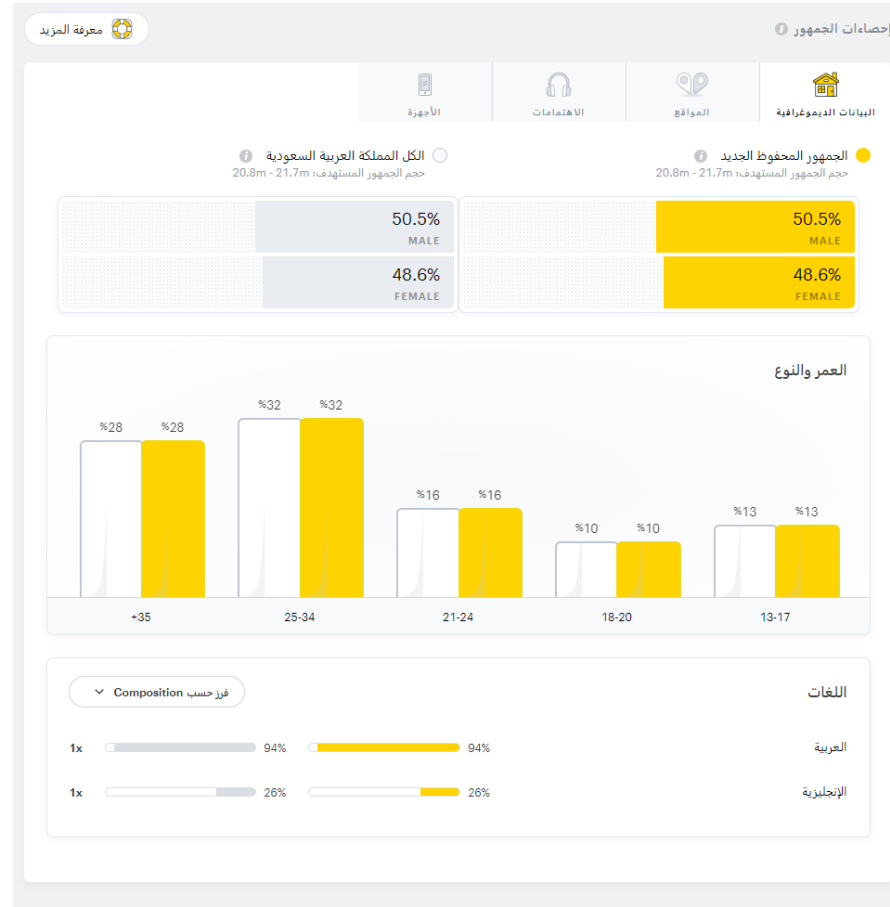 إحصاءات الجمهور
معرفة المزيد
البيانات الديموغرافية
المواقع
الاهتمامات
الأجهزة
الجمهور المحفوظ الجديد
حجم الجمهور المستهدف: 20.8m - 21.7m
الكل المملكة العربية السعودية
حجم الجمهور المستهدف: 20.8m - 21.7m
50.5%
MALE
48.6%
FEMALE
50.5%
MALE
48.6%
FEMALE
العمر والنوع
%13 %13
%10 %10
%16 %16
%32 %32
%28 %28
13-17
18-20
21-24
25-34
+35
اللغات
فرز حسب Composition
العربية 94% 94% 1x
الإنجليزية 26% 26% 1x